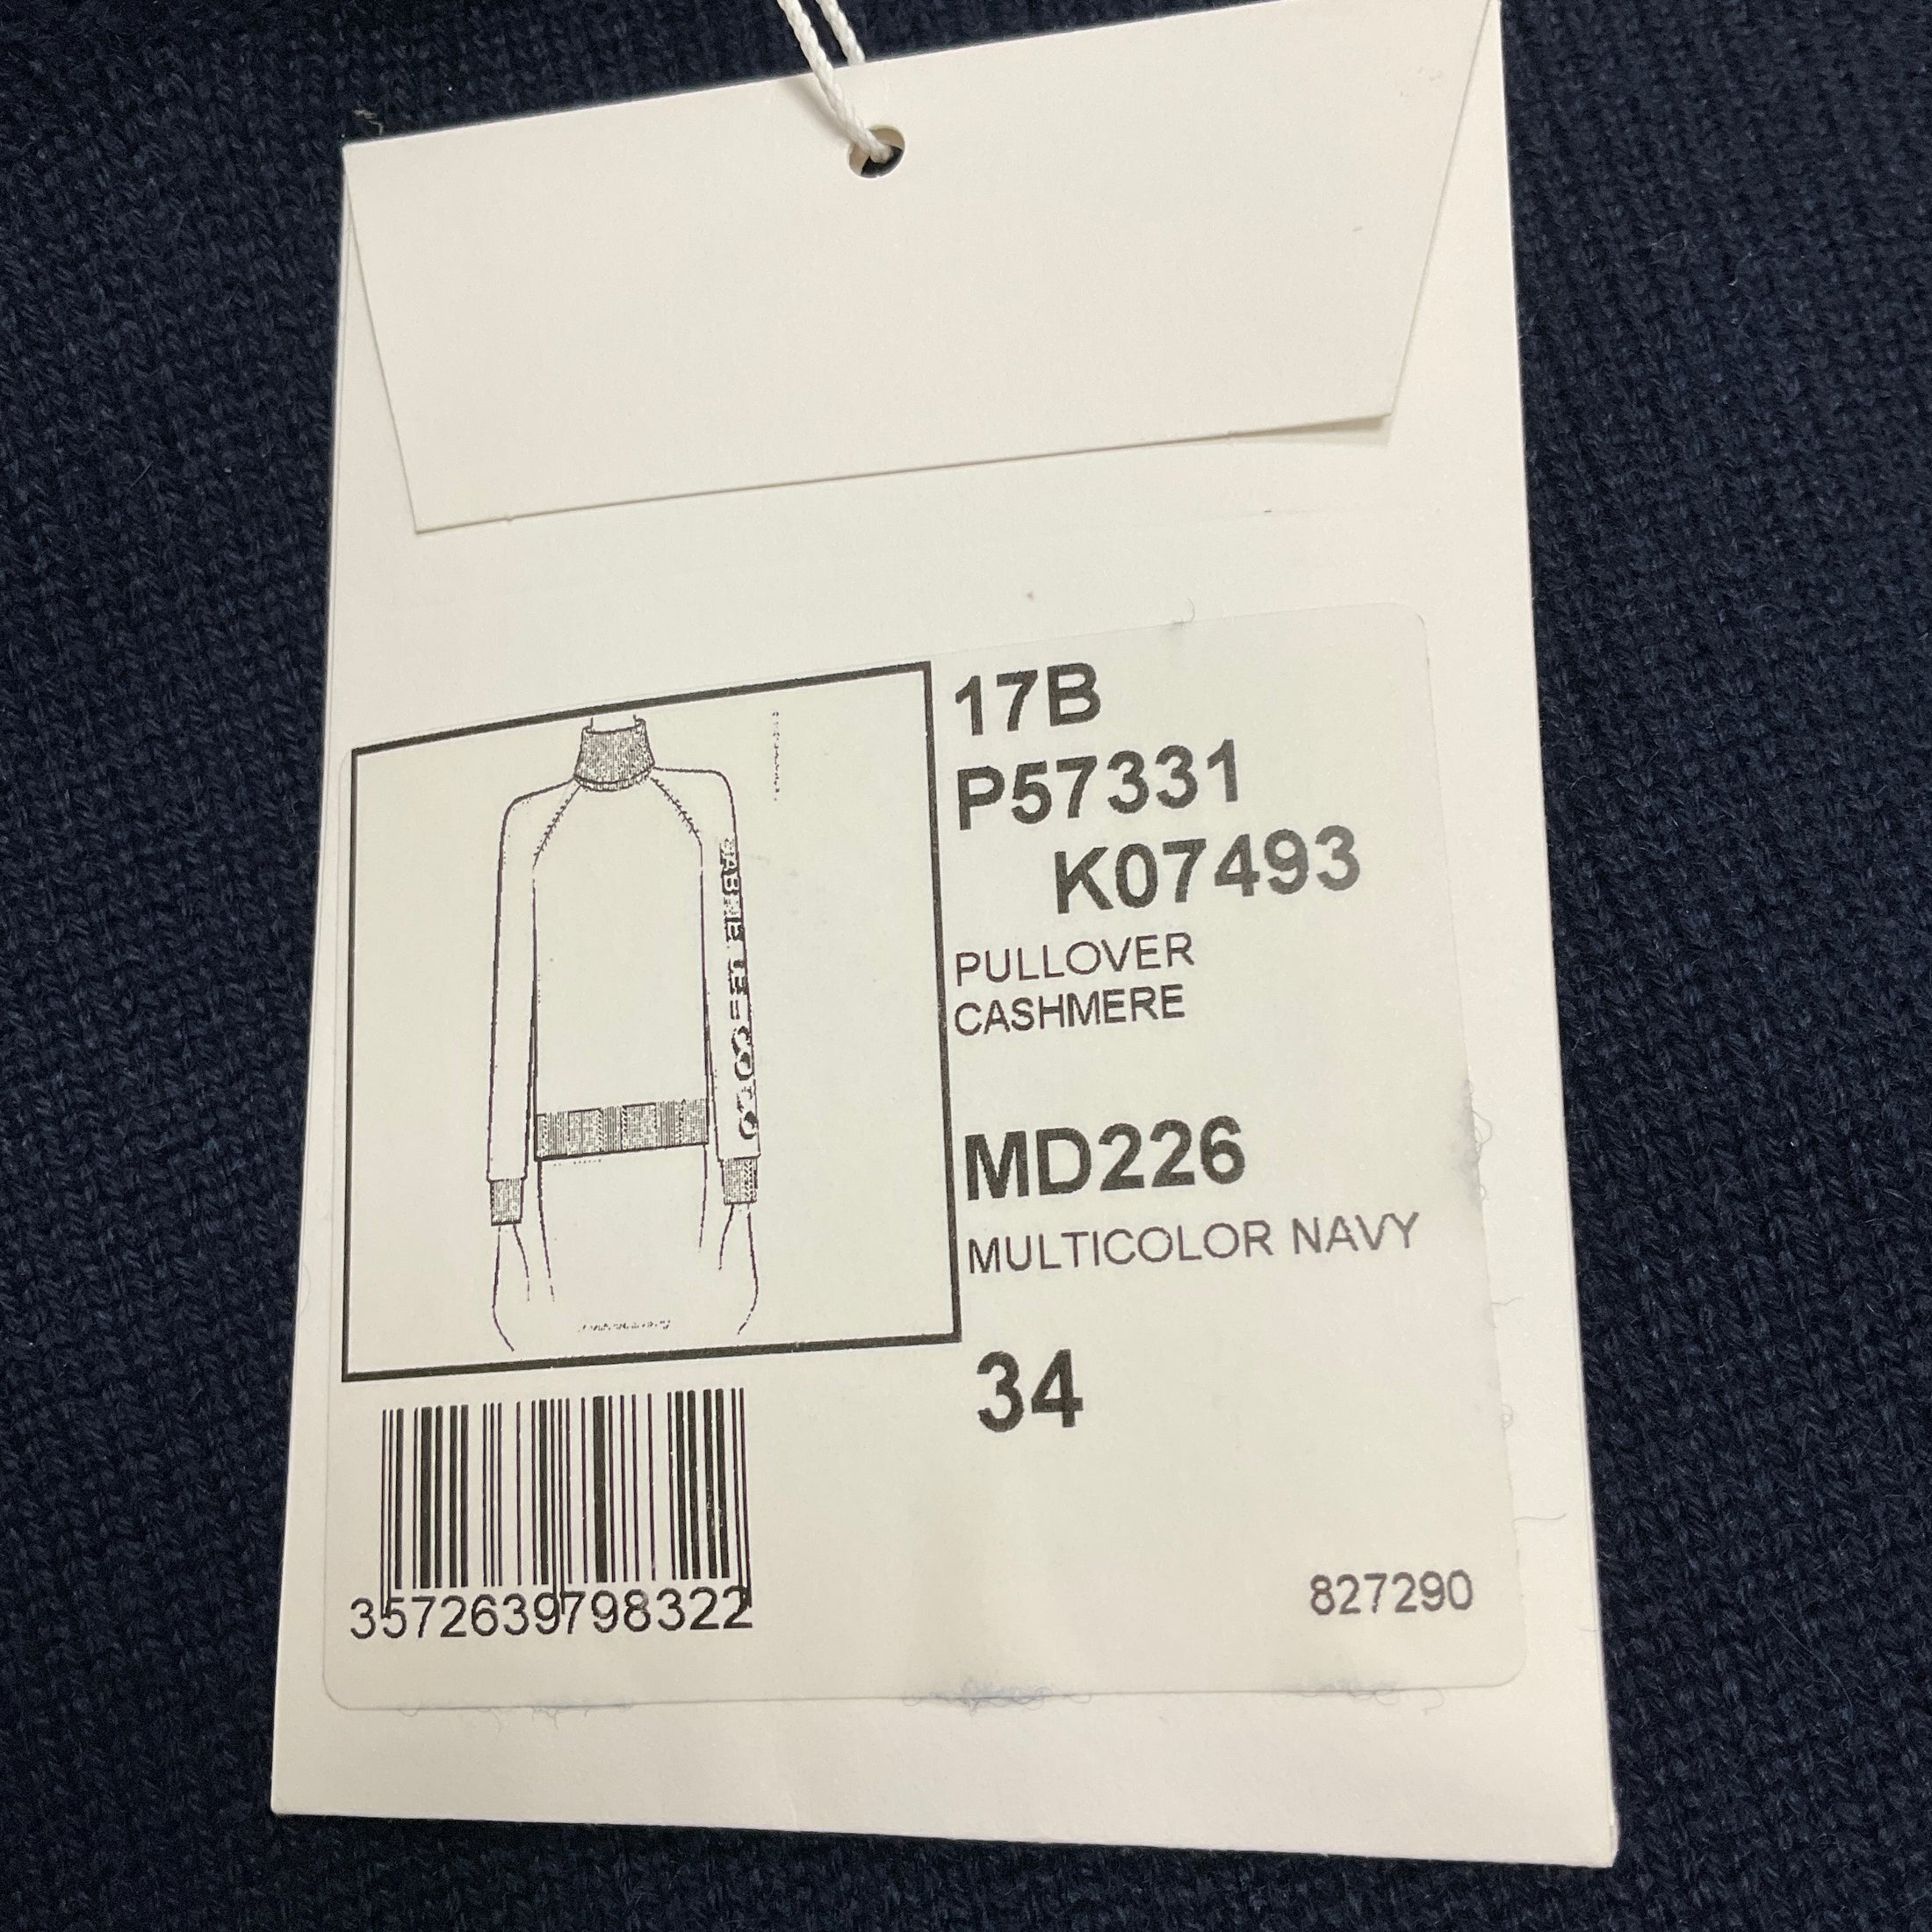 17B
P57331
K07493
PULLOVER
CASHMERE
MD226
MULTICOLOR NAVY
34
3572639798322
827290